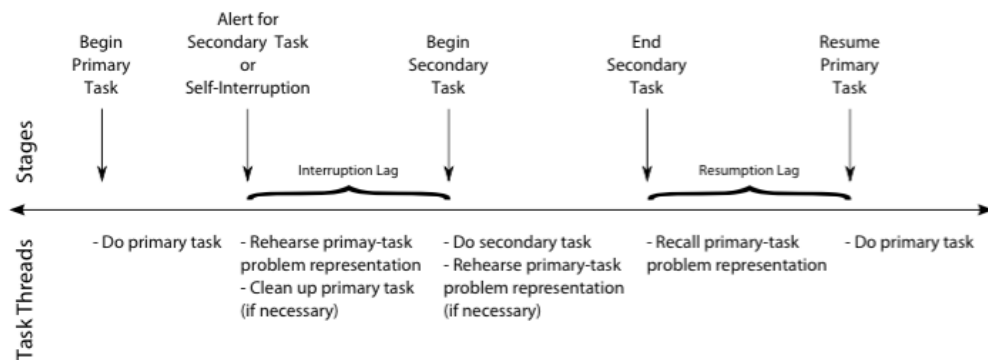 Begin
Primary
Task
Alert for
Secondary Task
or
Self-Interruption
Begin
Secondary
Task
End
Secondary
Task
Resume
Primary
Task
Stages
Interruption Lag
Resumption Lag
Task Threads
- Do primary task
- Rehearse primay-task
problem representation
- Clean up primary task
(if necessary)
- Do secondary task
- Rehearse primary-task
problem representation
(if necessary)
- Recall primary-task
problem representation
- Do primary task